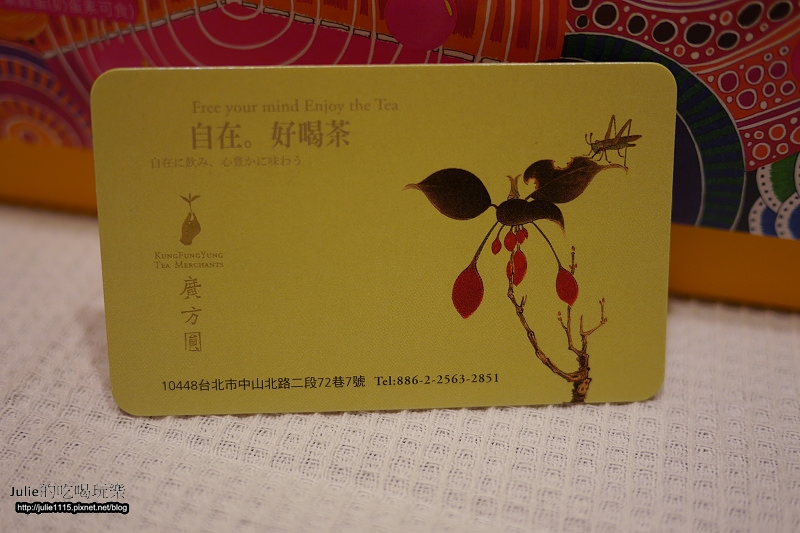 Free your mind Enjoy the Tea
自在。好喝茶
自在に飲み、心豊かに味わう
KUNGFONGYUNG
TEA MERCHANTS
廣
方
圓
10448台北市中山北路二段72巷7號 Tel:886-2-2563-2851
Julie的吃喝玩樂
http://julie1115.pixnet.net/blog